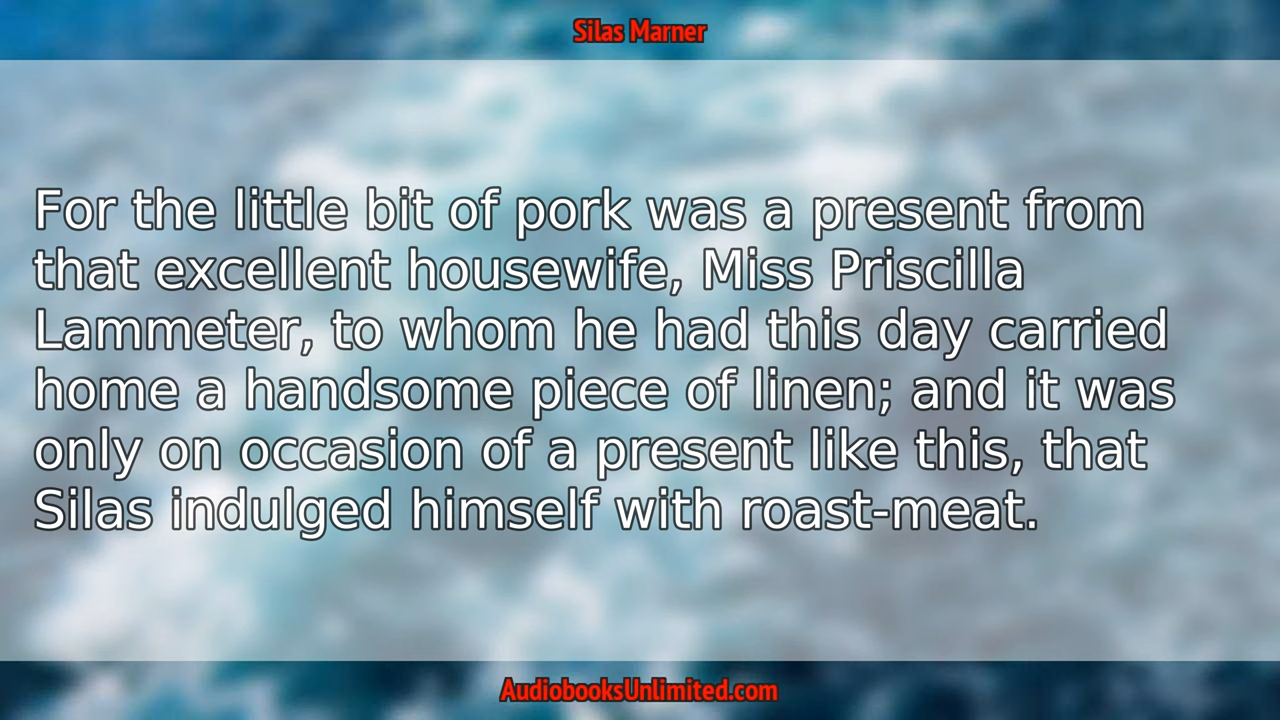 Silas Marner
For the little bit of pork was a present from
that excellent housewife, Miss Priscilla
Lammeter, to whom he had this day carried
home a handsome piece of linen; and it was
only on occasion of a present like this, that
Silas indulged himself with roast-meat.
AudiobooksUnlimited.com